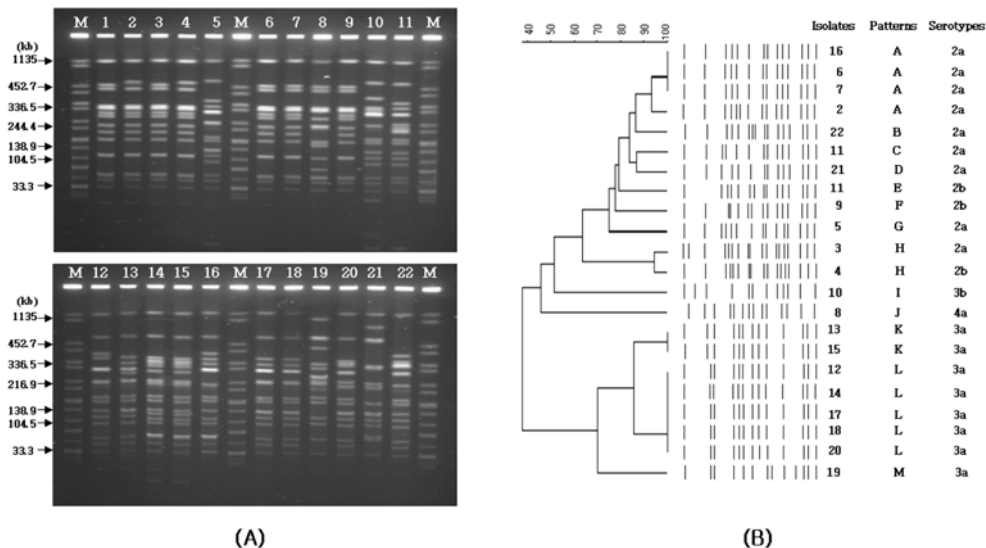 M 1 2 3 4 5 M 6 7 8 9 10 11 M
(kb)
1135
452.7
336.5
244.4
138.9
104.5
33.3
M 12 13 14 15 16 M 17 18 19 20 21 22 M
(kb)
1135
452.7
336.5
216.9
138.9
104.5
33.3
(A)
40 50 60 70 80 90 100
Isolates Patterns Serotypes
16 A 2a
6 A 2a
7 A 2a
2 A 2a
22 B 2a
11 C 2a
21 D 2a
11 E 2b
9 F 2b
5 G 2a
3 H 2a
4 H 2b
10 I 3b
8 J 4a
13 K 3a
15 K 3a
12 L 3a
14 L 3a
17 L 3a
18 L 3a
20 L 3a
19 M 3a
(B)